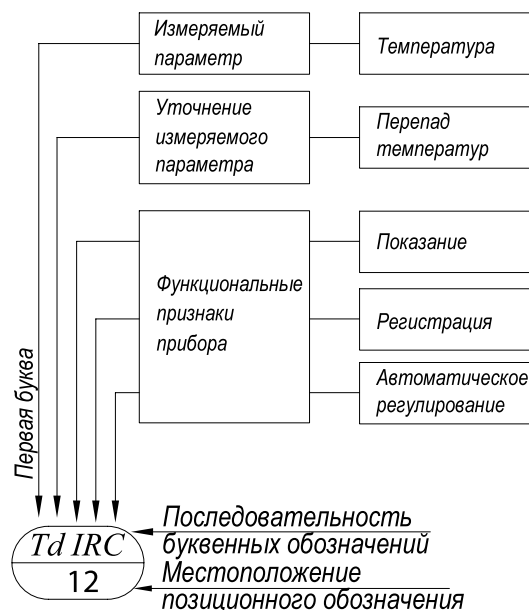 Измеряемый
параметр
Температура
Уточнение
измеряемого
параметра
Перепад
температур
Функциональные
признаки
прибора
Показание
Регистрация
Автоматическое
регулирование
Первая буква
Td IRC
12
Последовательность
буквенных обозначений
Местоположение
позиционного обозначения